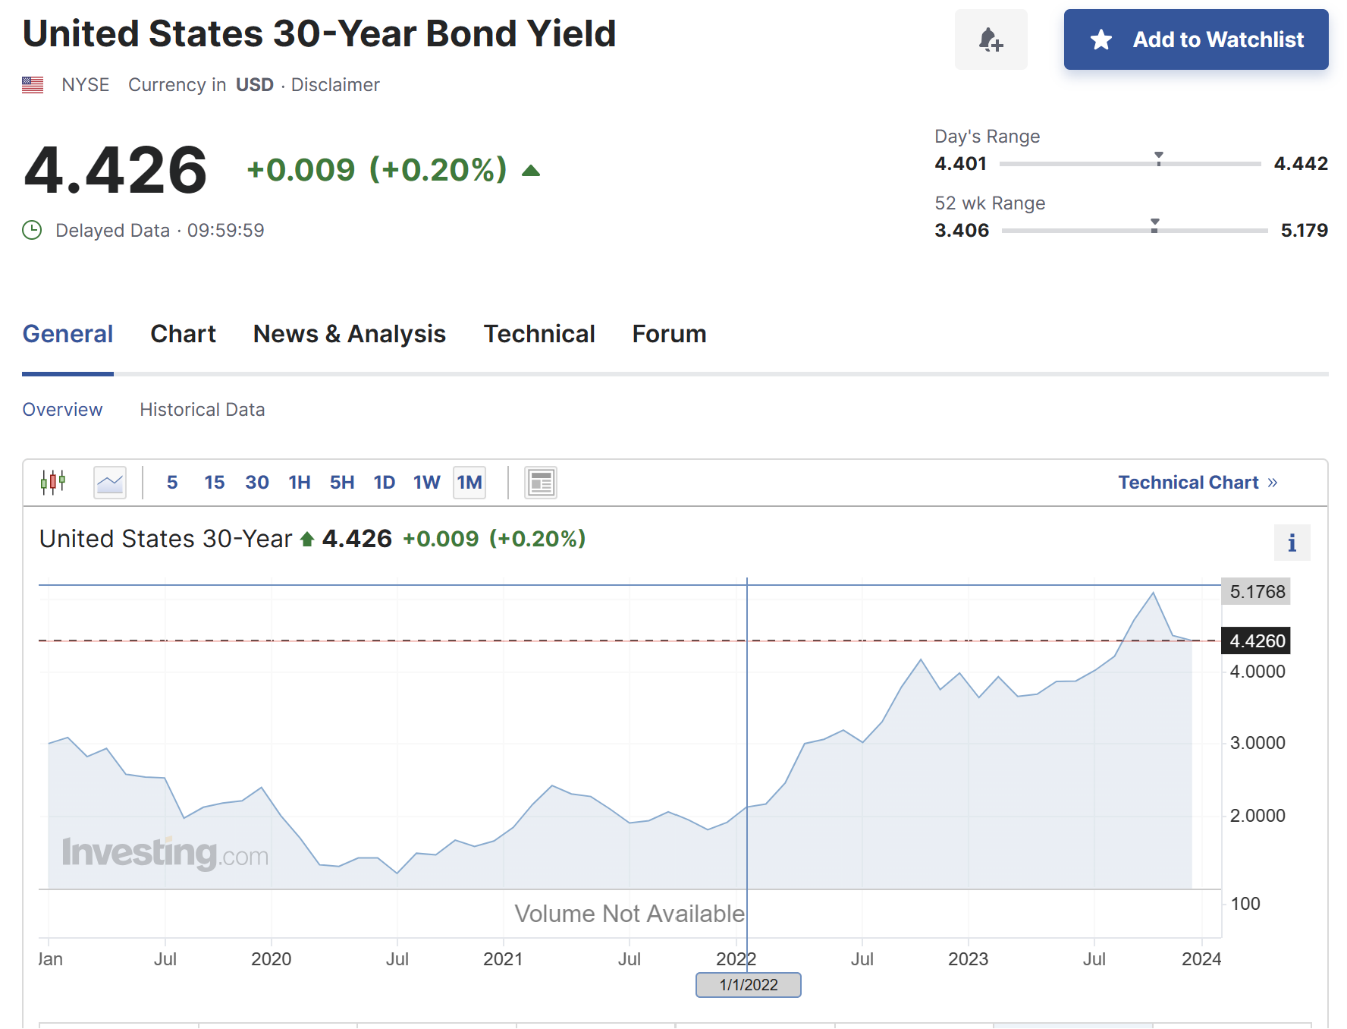 United States 30-Year Bond Yield
Add to Watchlist
NYSE Currency in USD · Disclaimer
4.426 +0.009 (+0.20%)
Delayed Data · 09:59:59
Day's Range
4.401 4.442
52 wk Range
3.406 5.179
General Chart News & Analysis Technical Forum
Overview Historical Data
5 15 30 1H 5H 1D 1W 1M Technical Chart »
United States 30-Year 4.426 +0.009 (+0.20%)
i
5.1768
4.4260
4.0000
3.0000
2.0000
Investing.com
100
Volume Not Available
Jan Jul 2020 Jul 2021 Jul 2022 Jul 2023 Jul 2024
1/1/2022